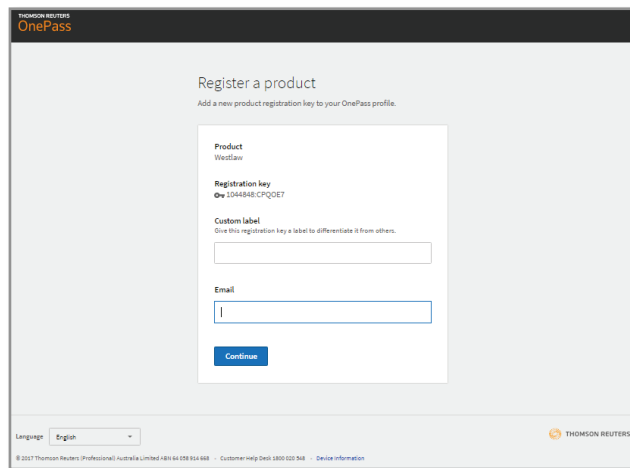 THOMSON REUTERS
OnePass
Register a product
Add a new product registration key to your OnePass profile.
Product
Westlaw
Registration key
1044848:CPQOE7
Custom label
Give this registration key a label to differentiate it from others.
Email
Continue
Language English
THOMSON REUTERS
© 2017 Thomson Reuters (Professional) Australia Limited ABN 64 058 914 668 - Customer Help Desk 1800 020 548 - Device Information